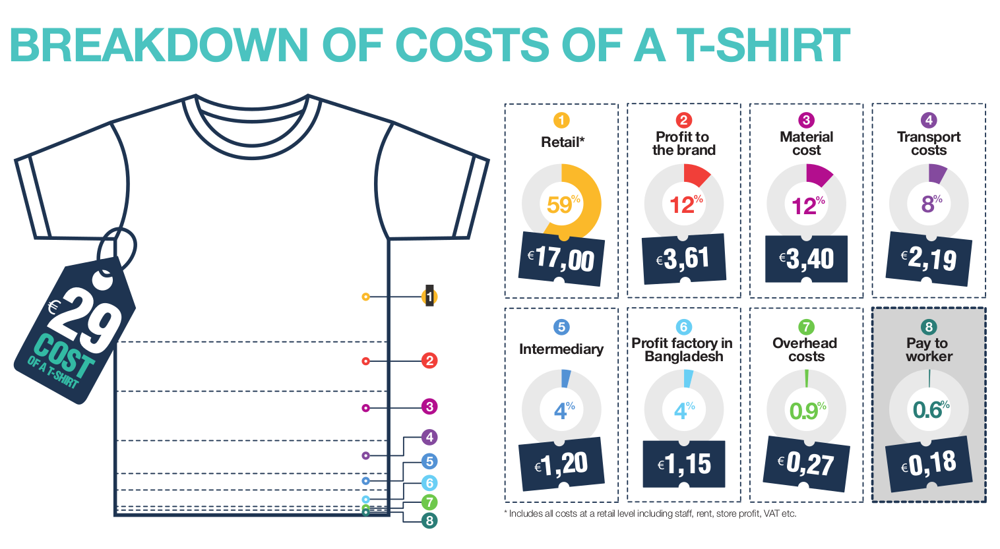 BREAKDOWN OF COSTS OF A T-SHIRT
€29
COST
OF A T-SHIRT
1
2
3
4
5
6
7
8
1
Retail*
59%
€17,00
2
Profit to
the brand
12%
€3,61
3
Material
cost
12%
€3,40
4
Transport
costs
8%
€2,19
5
Intermediary
4%
€1,20
6
Profit factory in
Bangladesh
4%
€1,15
7
Overhead
costs
0.9%
€0,27
8
Pay to
worker
0.6%
€0,18
* Includes all costs at a retail level including staff, rent, store profit, VAT etc.